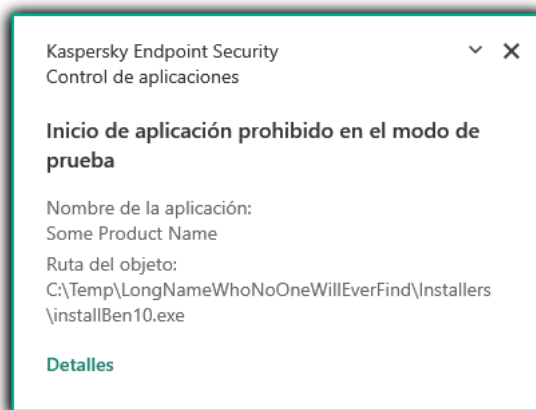 Kaspersky Endpoint Security
Control de aplicaciones
Inicio de aplicación prohibido en el modo de
prueba
Nombre de la aplicación:
Some Product Name
Ruta del objeto:
C:\Temp\LongNameWhoNoOneWillEverFind\Installers
\installBen10.exe
Detalles